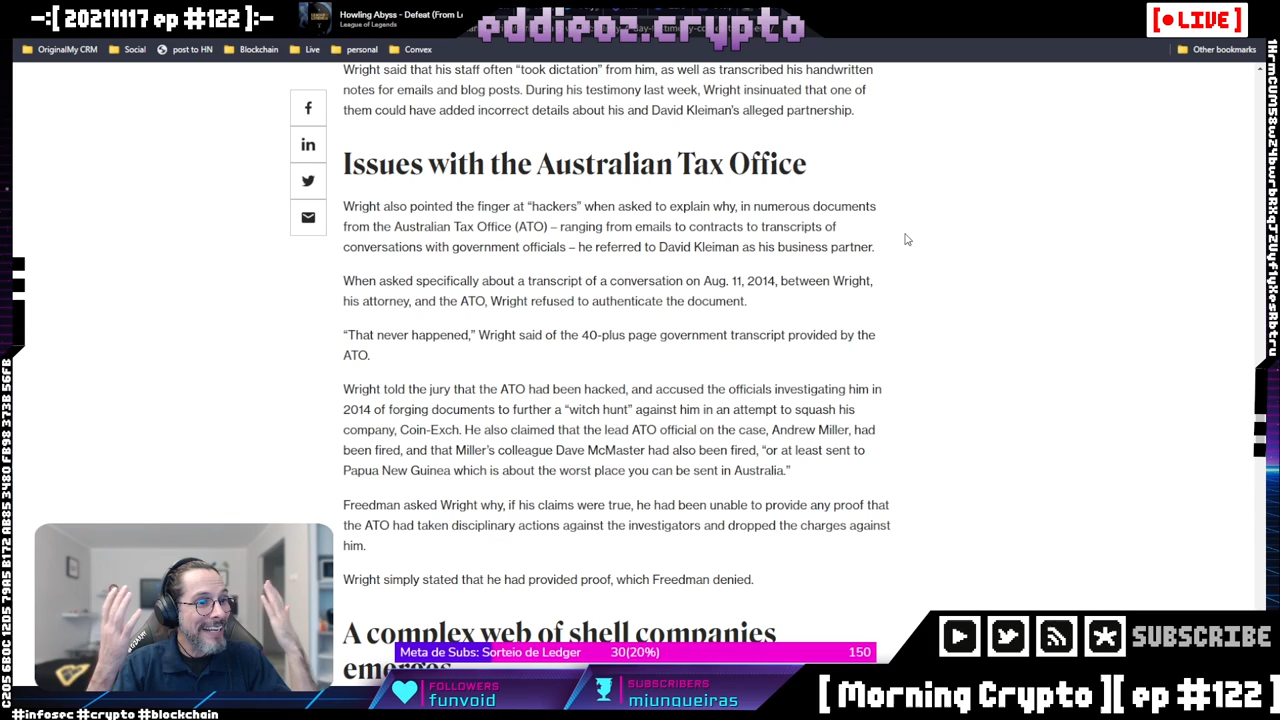 -:[ 20211117 ep #122 ]:-
Howling Abyss - Defeat (From L
League of Legends
eddieoz.crypto
[●LIVE]
OriginalMy CRM
Social
post to HN
Blockchain
Live
personal
Convex
Other bookmarks
Wright said that his staff often “took dictation” from him, as well as transcribed his handwritten
notes for emails and blog posts. During his testimony last week, Wright insinuated that one of
them could have added incorrect details about his and David Kleiman’s alleged partnership.
Issues with the Australian Tax Office
Wright also pointed the finger at “hackers” when asked to explain why, in numerous documents
from the Australian Tax Office (ATO) – ranging from emails to contracts to transcripts of
conversations with government officials – he referred to David Kleiman as his business partner.
When asked specifically about a transcript of a conversation on Aug. 11, 2014, between Wright,
his attorney, and the ATO, Wright refused to authenticate the document.
“That never happened,” Wright said of the 40-plus page government transcript provided by the
ATO.
Wright told the jury that the ATO had been hacked, and accused the officials investigating him in
2014 of forging documents to further a “witch hunt” against him in an attempt to squash his
company, Coin-Exch. He also claimed that the lead ATO official on the case, Andrew Miller, had
been fired, and that Miller’s colleague Dave McMaster had also been fired, “or at least sent to
Papua New Guinea which is about the worst place you can be sent in Australia.”
Freedman asked Wright why, if his claims were true, he had been unable to provide any proof that
the ATO had taken disciplinary actions against the investigators and dropped the charges against
him.
Wright simply stated that he had provided proof, which Freedman denied.
A complex web of shell companies
emerges
Meta de Subs: Sorteio de Ledger
30(20%)
150
FOLLOWERS
funvoid
SUBSCRIBERS
mjunqueiras
SUBSCRIBE
[ Morning Crypto ][ ep #122 ]
#infosec #crypto #blockchain